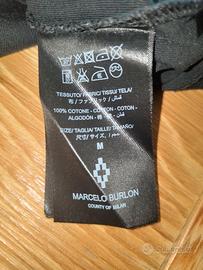 TESSUTO/FABRIC/TISSU/TELA/
100% COTONE - COTTON - COTON -
ALGODÓN -
SIZE/TAGLIA/TAILLE/TAMAÑO/
M
MARCELO BURLON
COUNTY OF MILAN